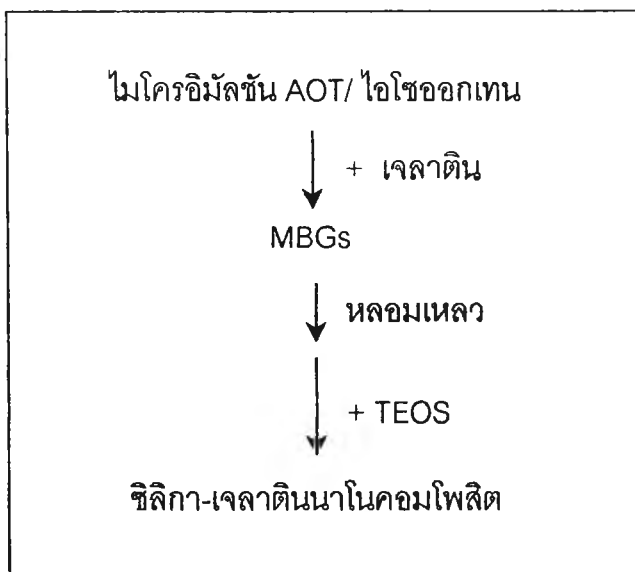 ไมโครอิมัลชัน AOT/ ไอโซออกเทน
+ เจลาติน
MBGs
หลอมเหลว
+ TEOS
ซิลิกา-เจลาตินนาโนคอมโพสิต